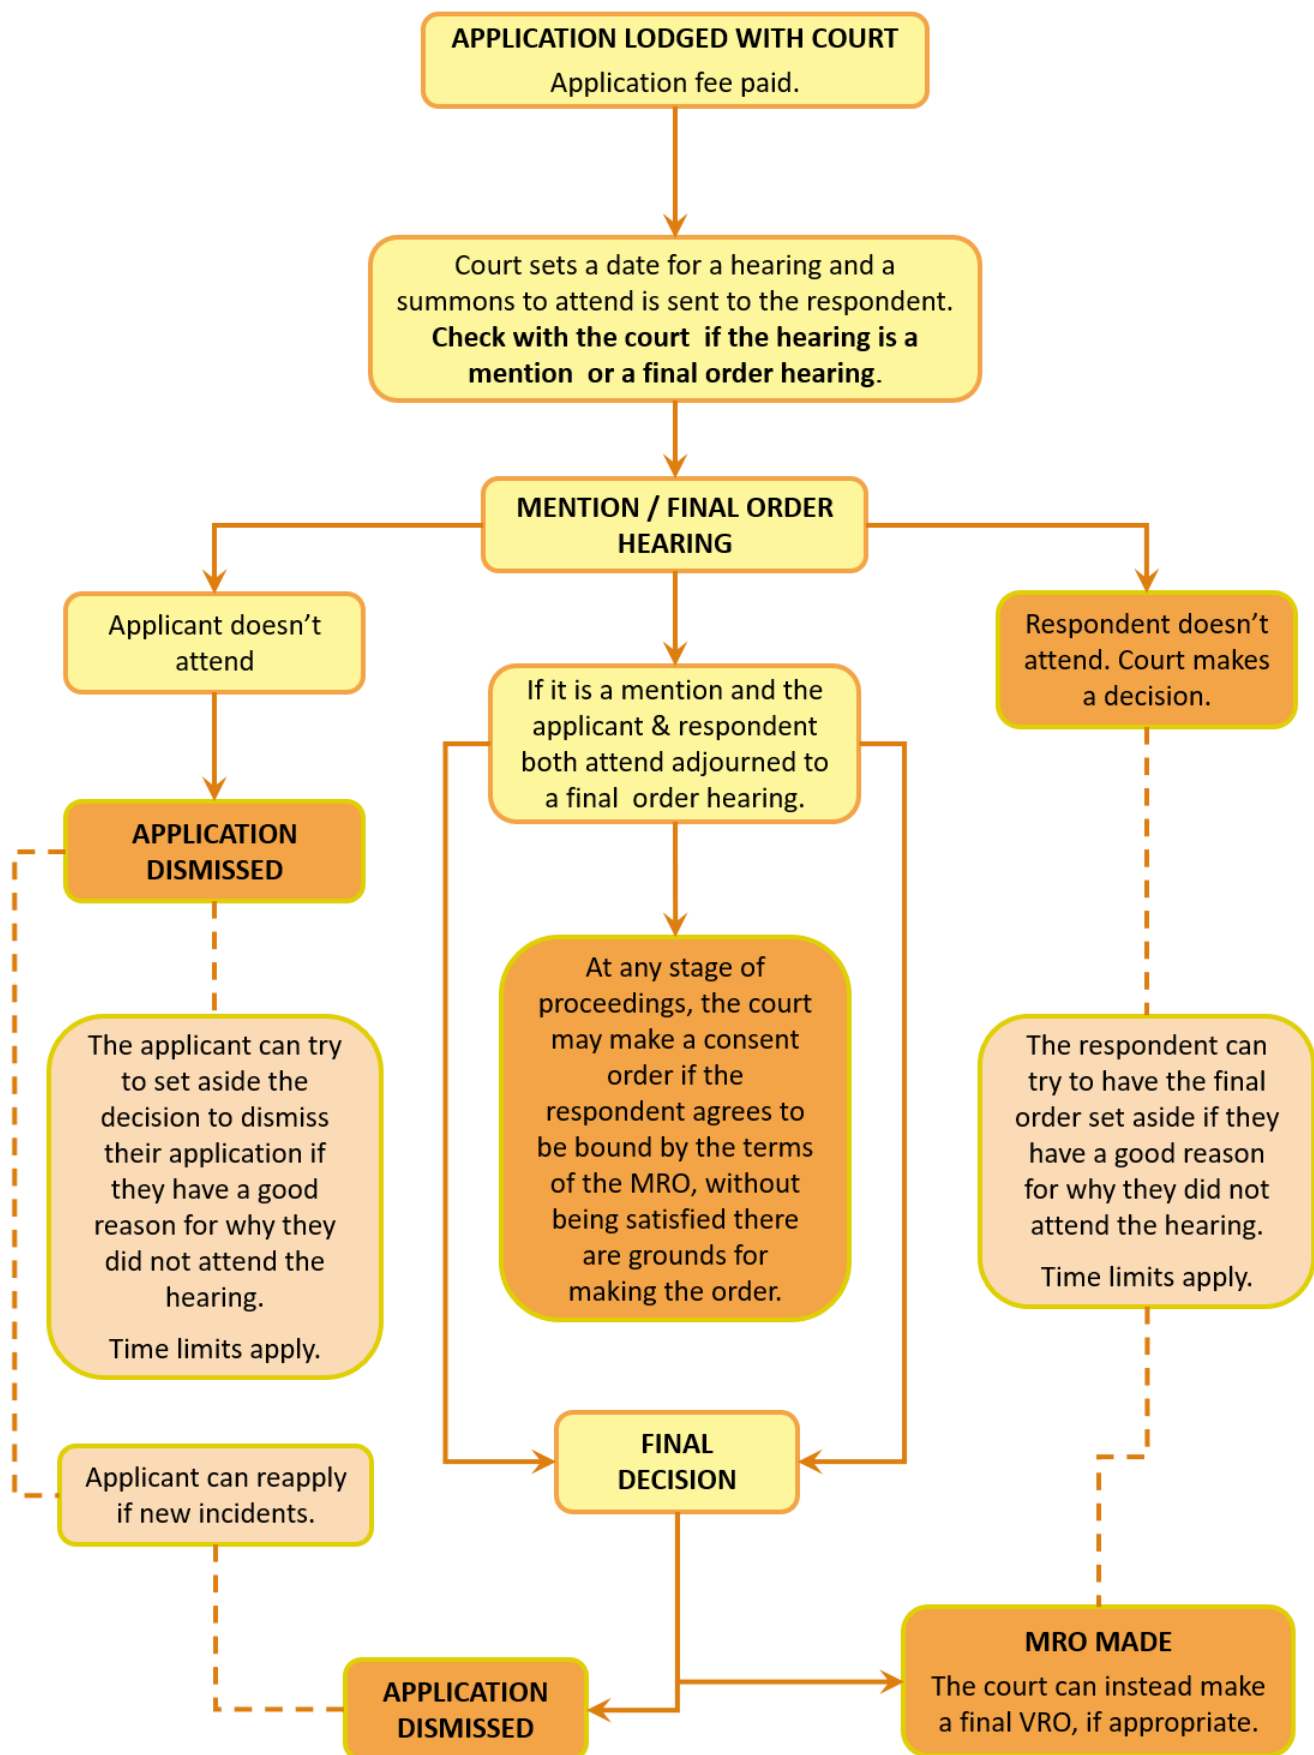 APPLICATION LODGED WITH COURT
Application fee paid.
Court sets a date for a hearing and a
summons to attend is sent to the respondent.
Check with the court if the hearing is a
mention or a final order hearing.
MENTION / FINAL ORDER
HEARING
Applicant doesn't
attend
If it is a mention and the
applicant & respondent
both attend adjourned to
a final order hearing.
Respondent doesn't
attend. Court makes
a decision.
APPLICATION
DISMISSED
At any stage of
proceedings, the court
may make a consent
order if the
respondent agrees to
be bound by the terms
of the MRO, without
being satisfied there
are grounds for
making the order.
The applicant can try
to set aside the
decision to dismiss
their application if
they have a good
reason for why they
did not attend the
hearing.
Time limits apply.
The respondent can
try to have the final
order set aside if they
have a good reason
for why they did not
attend the hearing.
Time limits apply.
FINAL
DECISION
Applicant can reapply
if new incidents.
APPLICATION
DISMISSED
MRO MADE
The court can instead make
a final VRO, if appropriate.